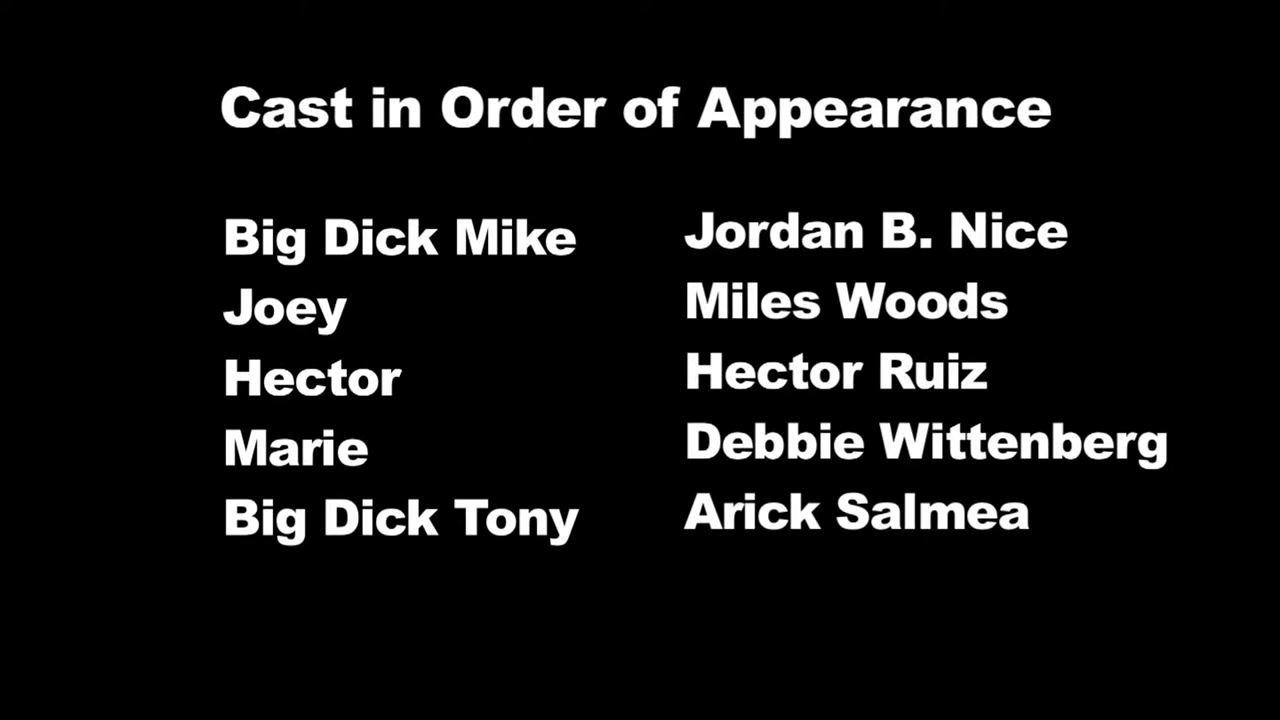 Cast in Order of Appearance
Big Dick Mike Jordan B. Nice
Joey Miles Woods
Hector Hector Ruiz
Marie Debbie Wittenberg
Big Dick Tony Arick Salmea